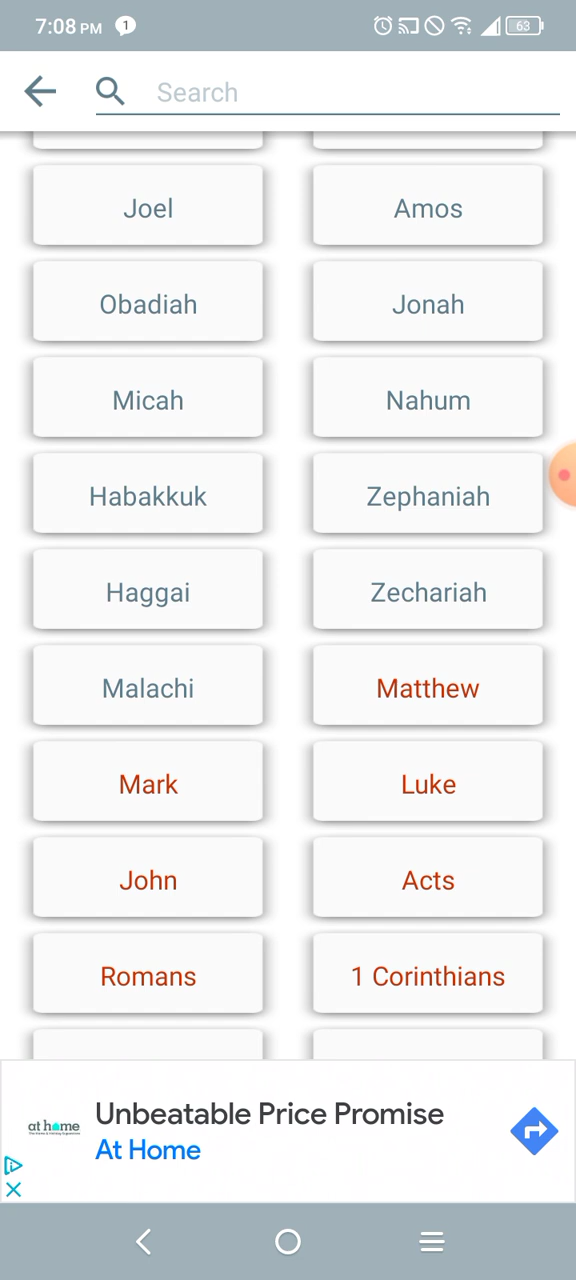 7:08 PM 1 63
Search
Joel Amos
Obadiah Jonah
Micah Nahum
Habakkuk Zephaniah
Haggai Zechariah
Malachi Matthew
Mark Luke
John Acts
Romans 1 Corinthians
Unbeatable Price Promise
at home
At Home